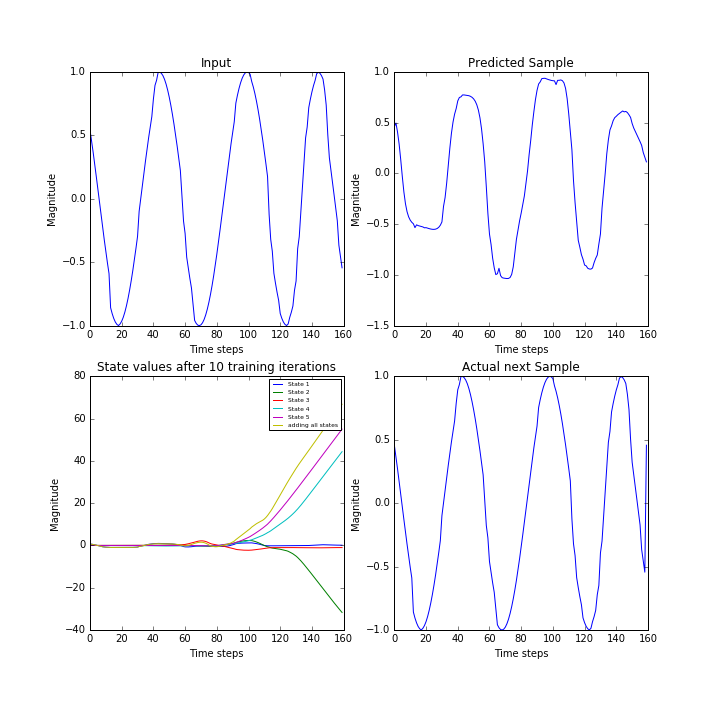 Input
1.0
0.5
0.0
−0.5
−1.0
Magnitude
0 20 40 60 80 100 120 140 160
Time steps
Predicted Sample
1.0
0.5
0.0
−0.5
−1.0
−1.5
Magnitude
0 20 40 60 80 100 120 140 160
Time steps
State values after 10 training iterations
80
60
40
20
0
−20
−40
Magnitude
State 1
State 2
State 3
State 4
State 5
adding all states
0 20 40 60 80 100 120 140 160
Time steps
Actual next Sample
1.0
0.5
0.0
−0.5
−1.0
Magnitude
0 20 40 60 80 100 120 140 160
Time steps